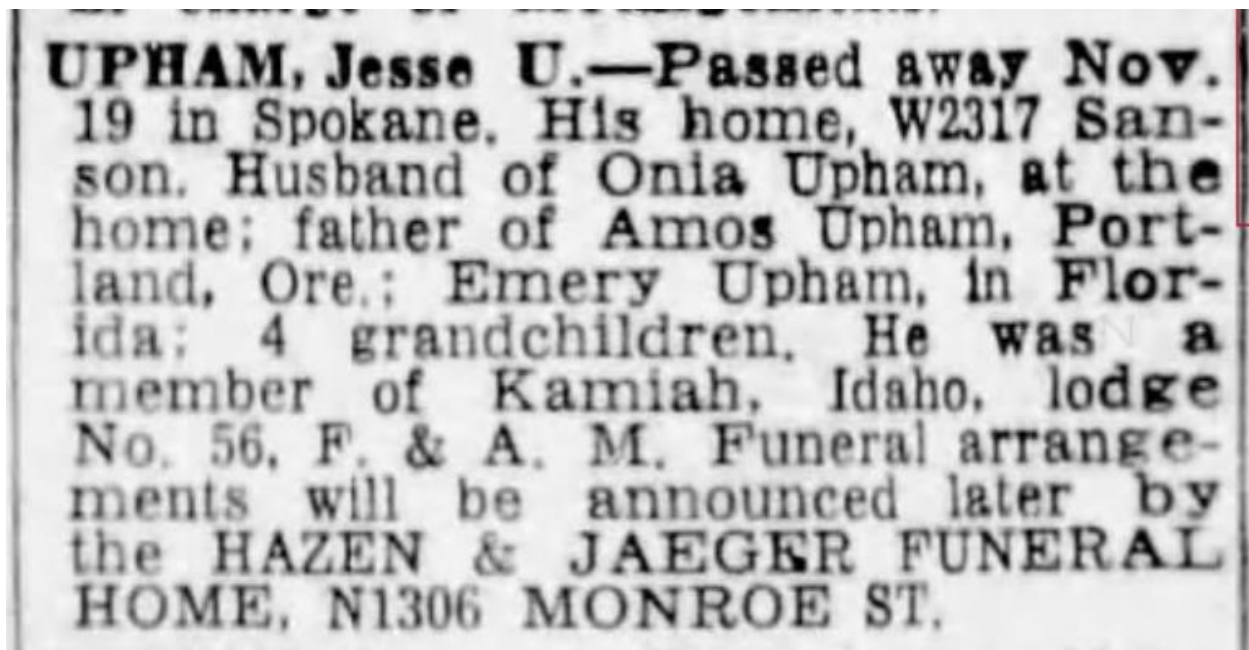 UPHAM, Jesse U.—Passed away Nov.
19 in Spokane. His home, W2317 San-
son. Husband of Onia Upham, at the
home; father of Amos Upham, Port-
land, Ore.; Emery Upham, in Flor-
ida; 4 grandchildren. He was a
member of Kamiah, Idaho, lodge
No. 56, F. & A. M. Funeral arrange-
ments will be announced later by
the HAZEN & JAEGER FUNERAL
HOME, N1306 MONROE ST.